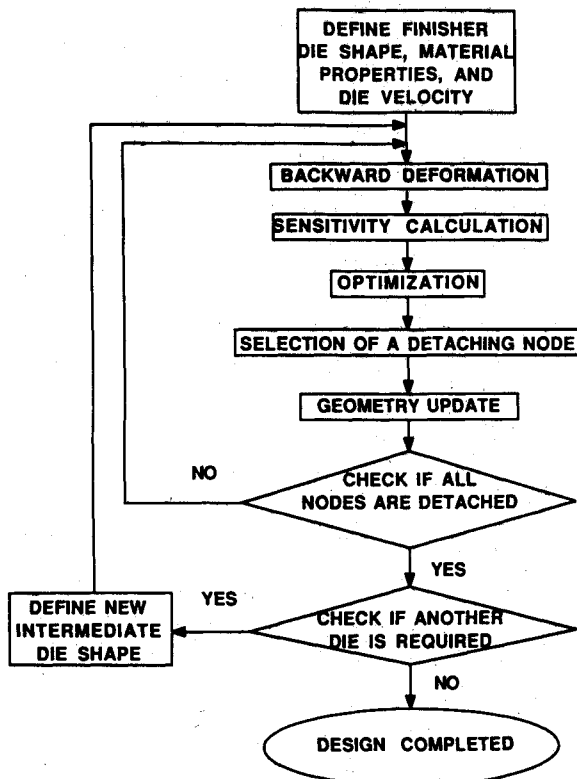 DEFINE FINISHER
DIE SHAPE, MATERIAL
PROPERTIES, AND
DIE VELOCITY
BACKWARD DEFORMATION
SENSITIVITY CALCULATION
OPTIMIZATION
SELECTION OF A DETACHING NODE
GEOMETRY UPDATE
NO
CHECK IF ALL
NODES ARE DETACHED
YES
YES
CHECK IF ANOTHER
DIE IS REQUIRED
DEFINE NEW
INTERMEDIATE
DIE SHAPE
NO
DESIGN COMPLETED